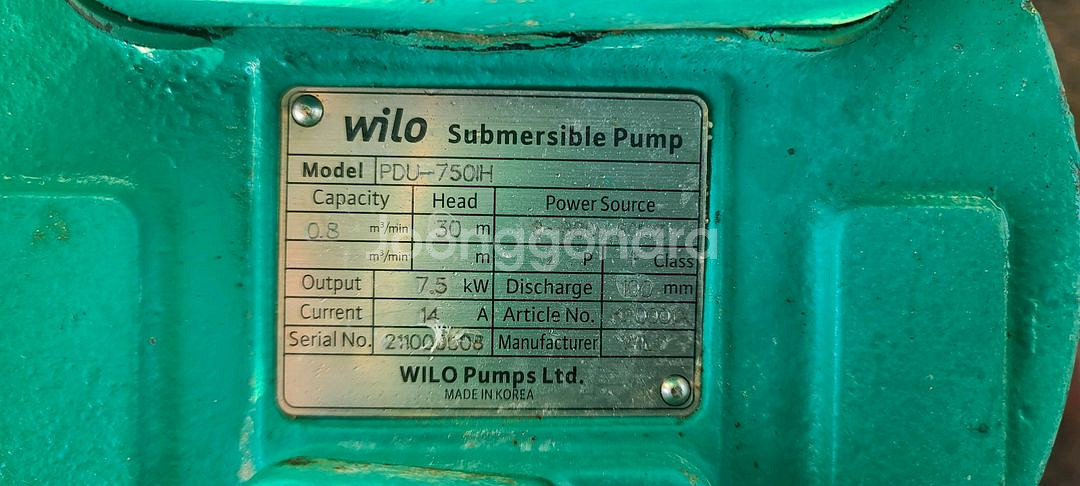 wilo Submersible Pump
Model PDU-750IH
Capacity Head Power Source
0.8 m³/min 30 m
m³/min m P Class
Output 7.5 kW Discharge 100 mm
Current 14 A Article No.
Serial No. Manufacturer
WILO Pumps Ltd.
MADE IN KOREA
Joonggonara